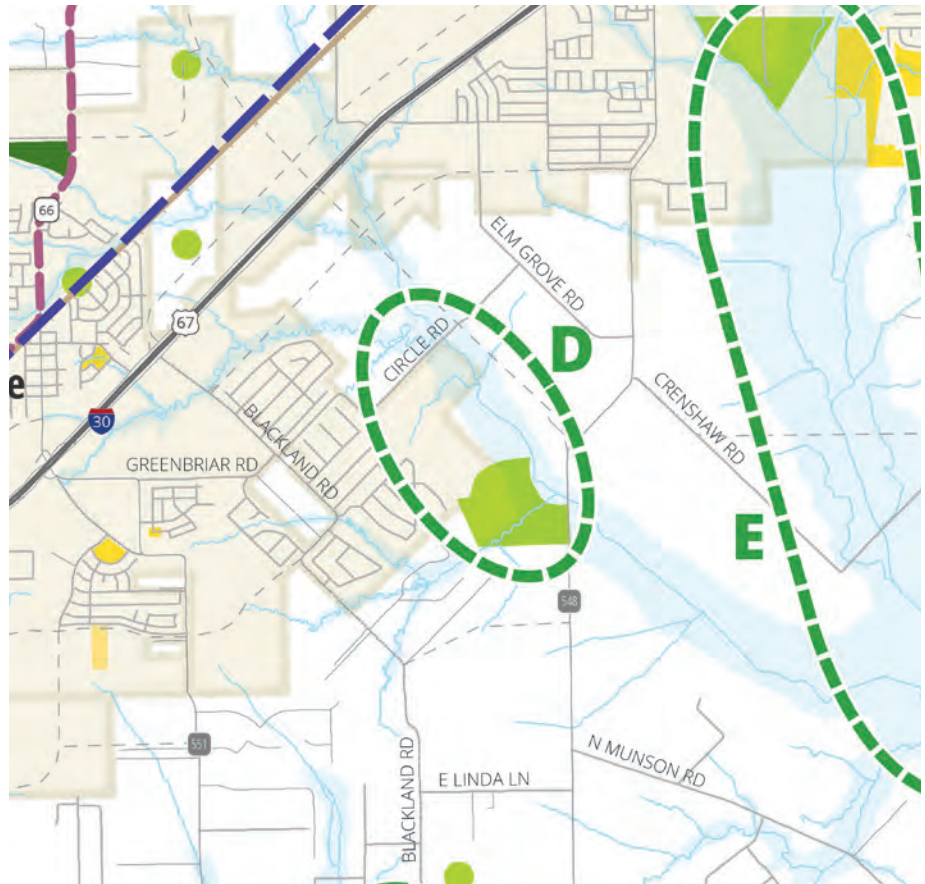 66
ELM GROVE RD
67
D
CIRCLE RD
e
CRENSHAW RD
30
BLACKLAND RD
GREENBRIAR RD
E
548
551
N MUNSON RD
E LINDA LN
BLACKLAND RD